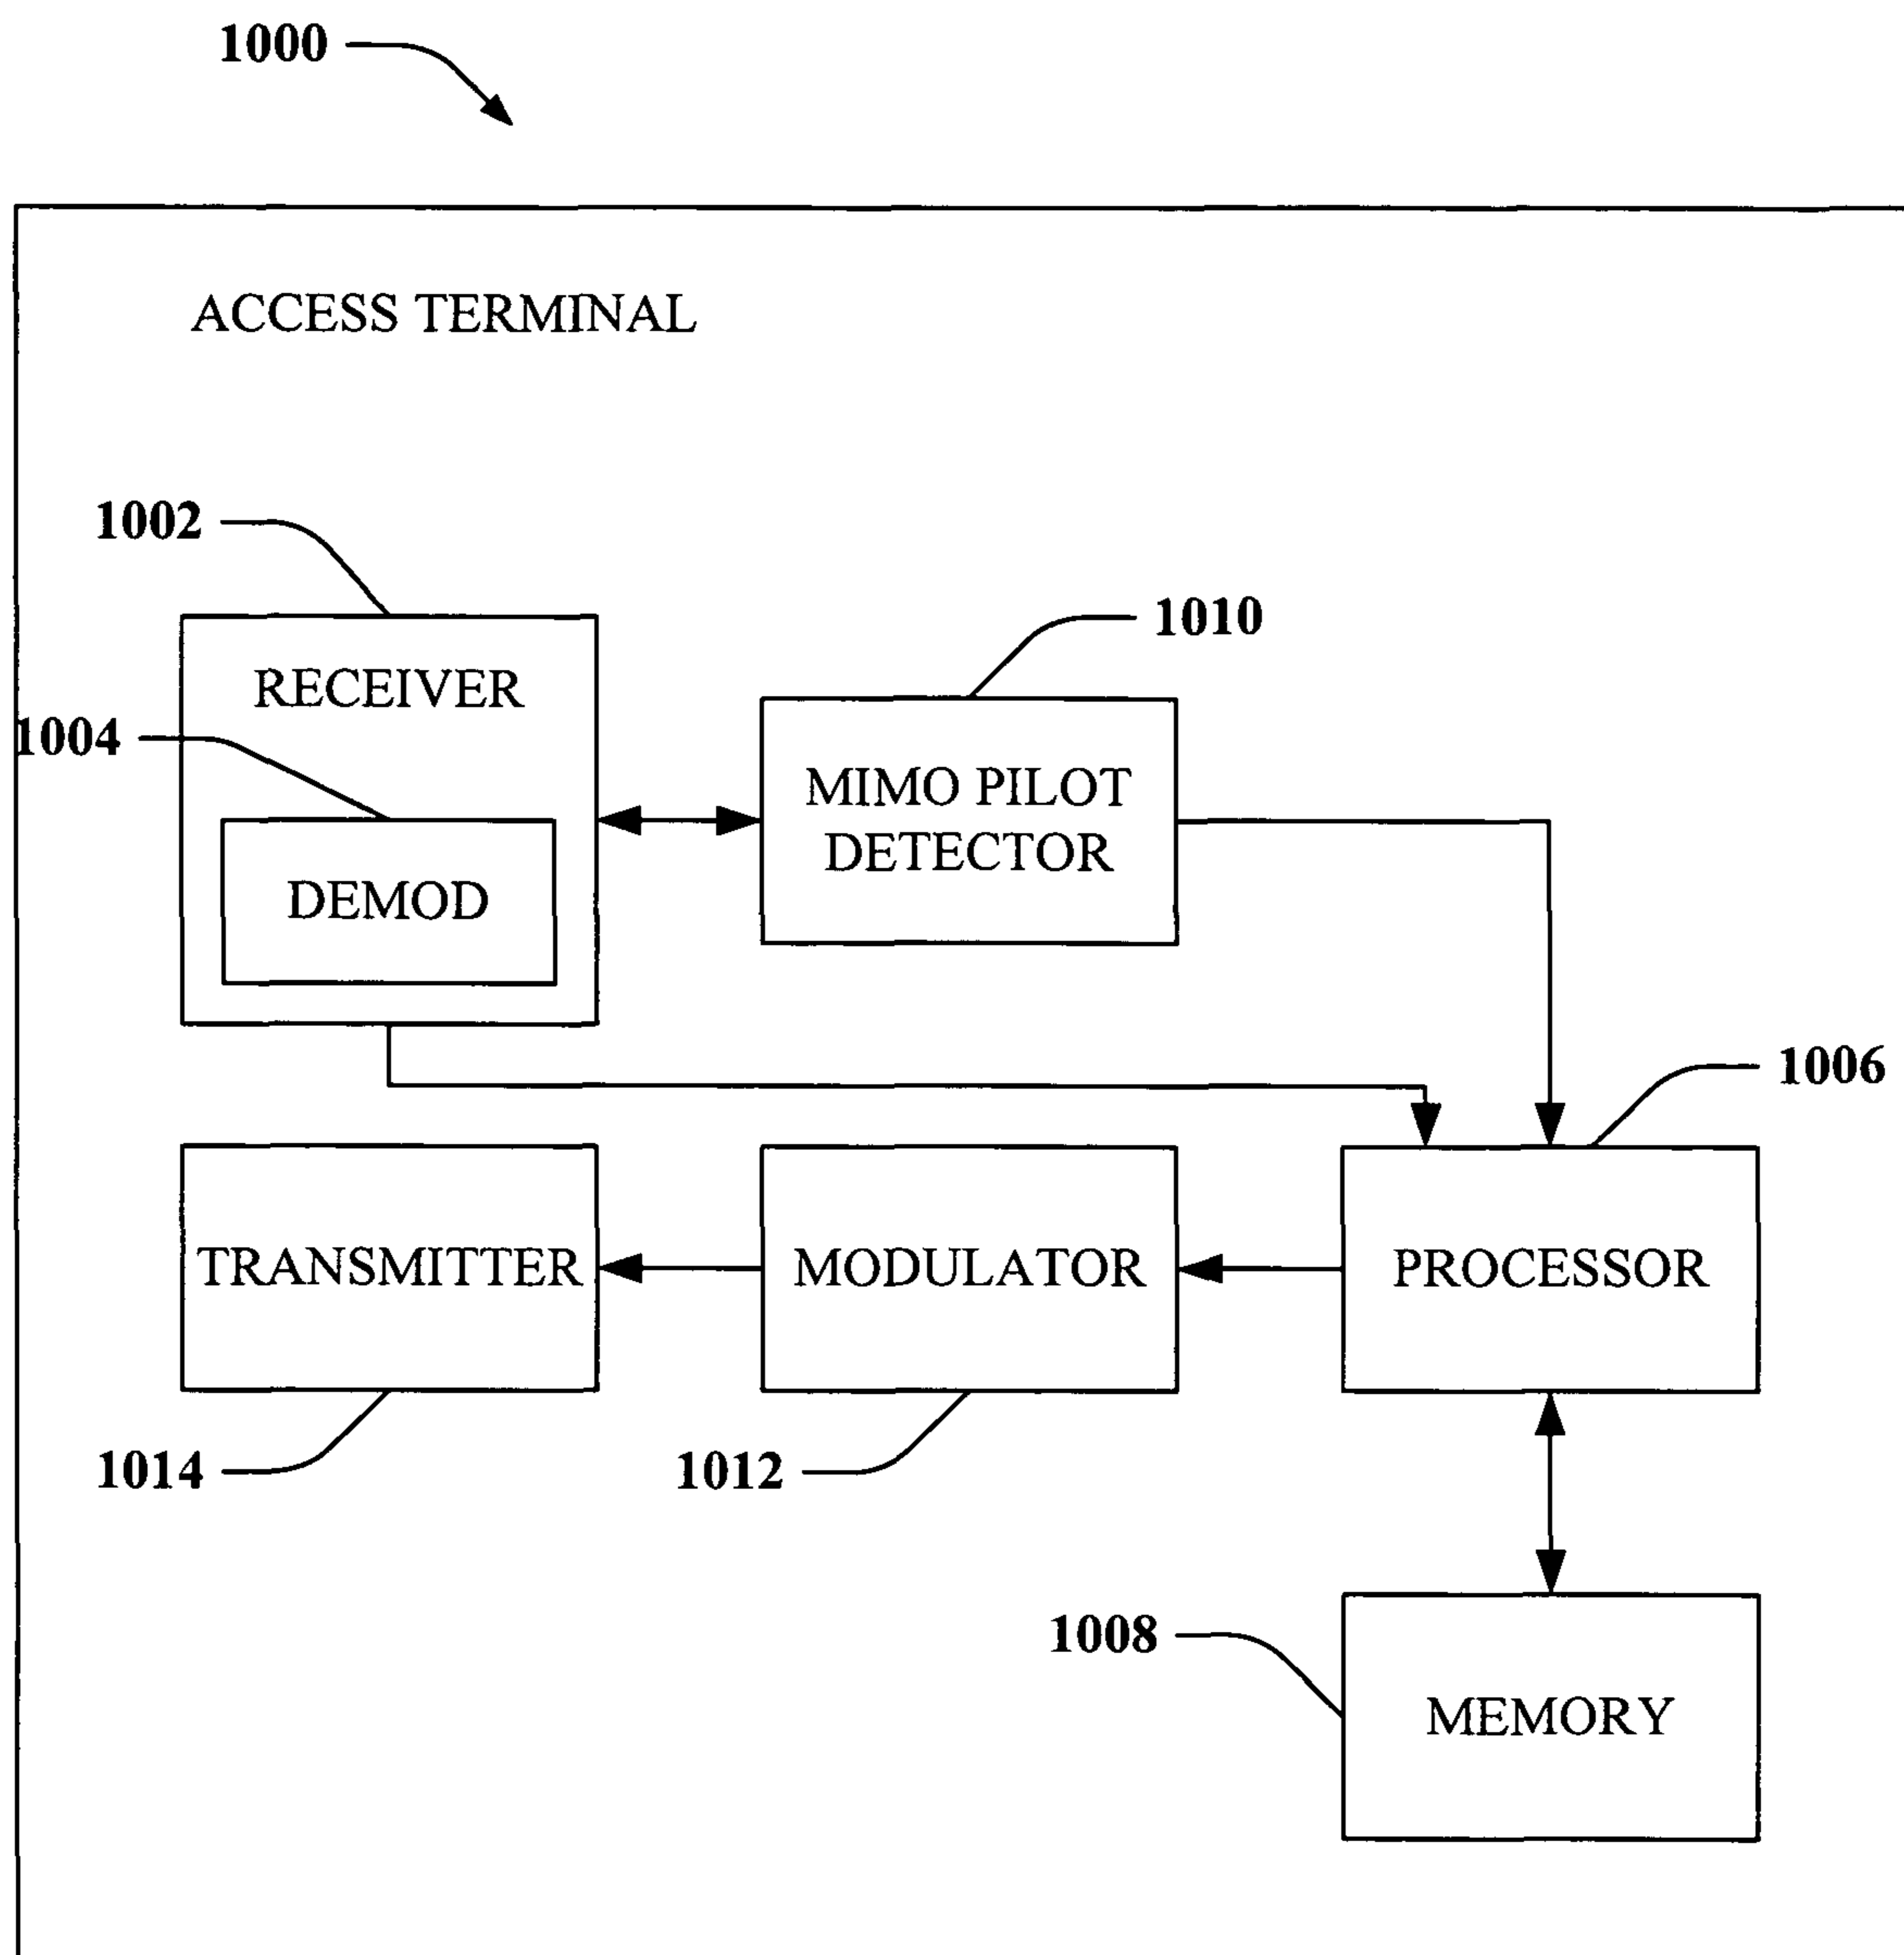 1000
ACCESS TERMINAL
1002
1010
RECEIVER
1004
MIMO PILOT
DETECTOR
DEMOD
1006
TRANSMITTER
MODULATOR
PROCESSOR
1014
1012
1008
MEMORY